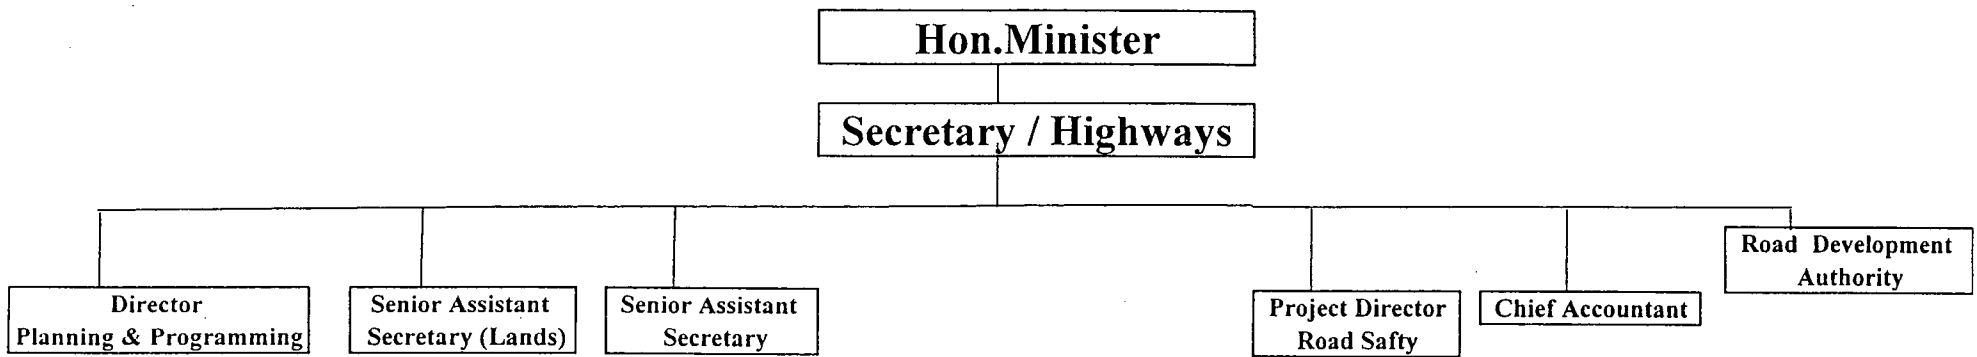 Hon.Minister
Secretary / Highways
Director
Planning & Programming
Senior Assistant
Secretary (Lands)
Senior Assistant
Secretary
Project Director
Road Safty
Chief Accountant
Road Development
Authority